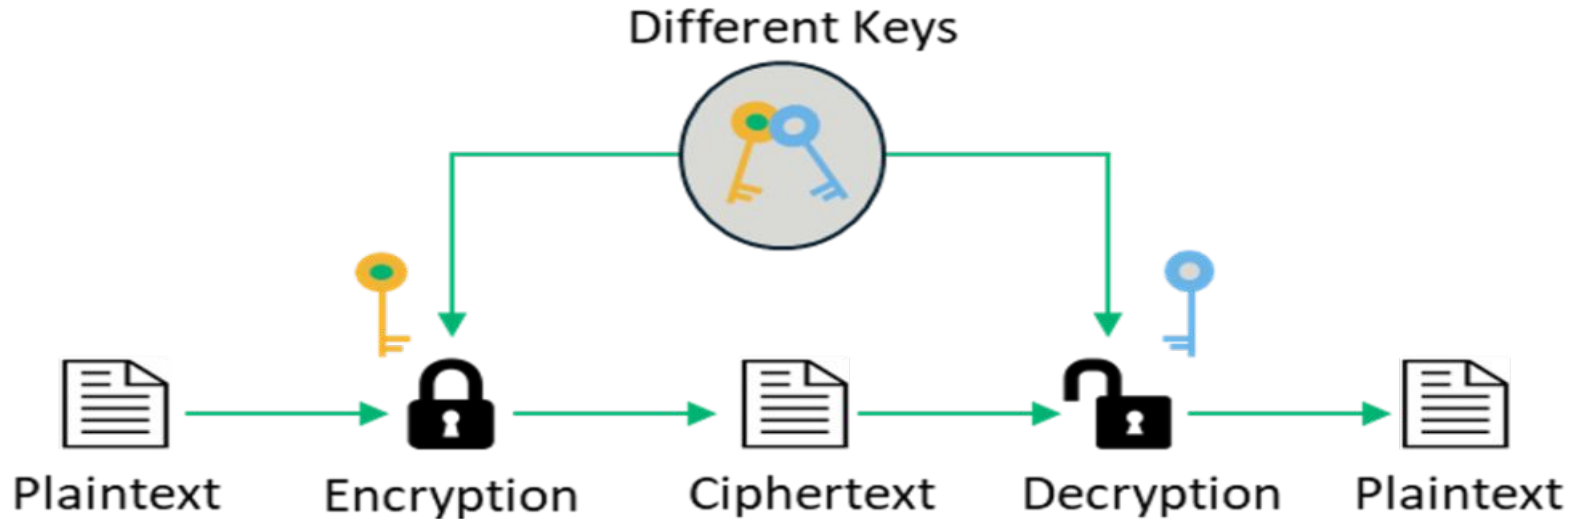 Different Keys
Plaintext
Encryption
Ciphertext
Decryption
Plaintext